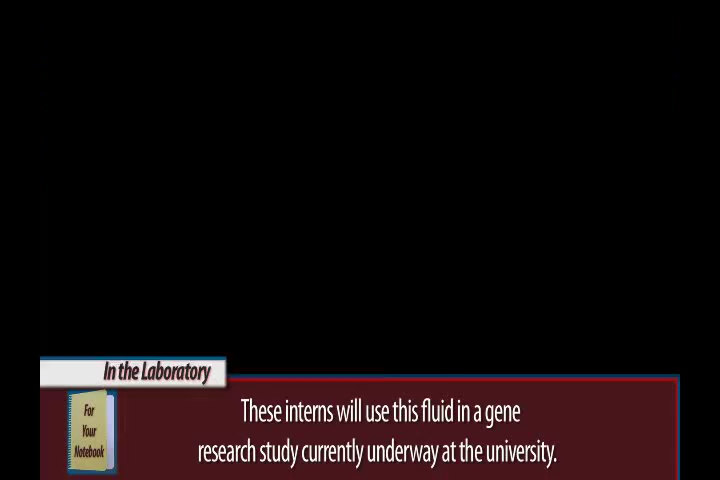 In the Laboratory
For
Your
Notebook
These interns will use this fluid in a gene
research study currently underway at the university.